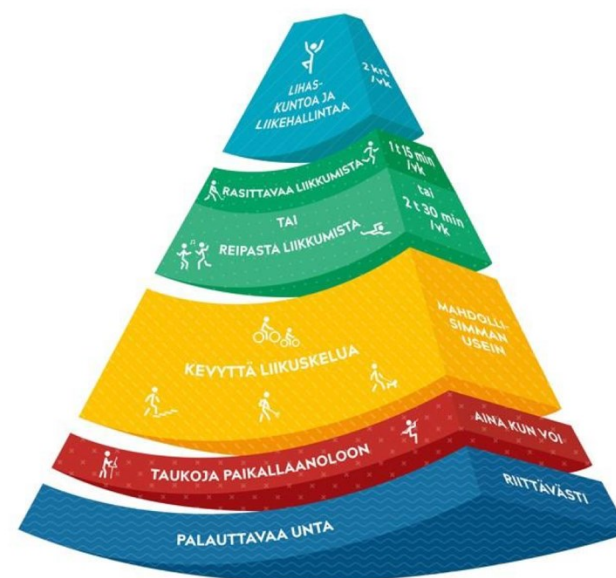 LIHAS-
KUNTOA JA
LIIKEHALLINTAA
2 krt
/vk
RASITTAVAA LIIKKUMISTA
1 t 15 min
/vk
TAI
REIPASTA LIIKKUMISTA
tai
2 t 30 min
/vk
KEVYTTÄ LIIKUSKELUA
MAHDOLLI-
SIMMAN
USEIN
TAUKOJA PAIKALLAANOLOON
AINA KUN VOI
PALAUTTAVAA UNTA
RIITTÄVÄSTI